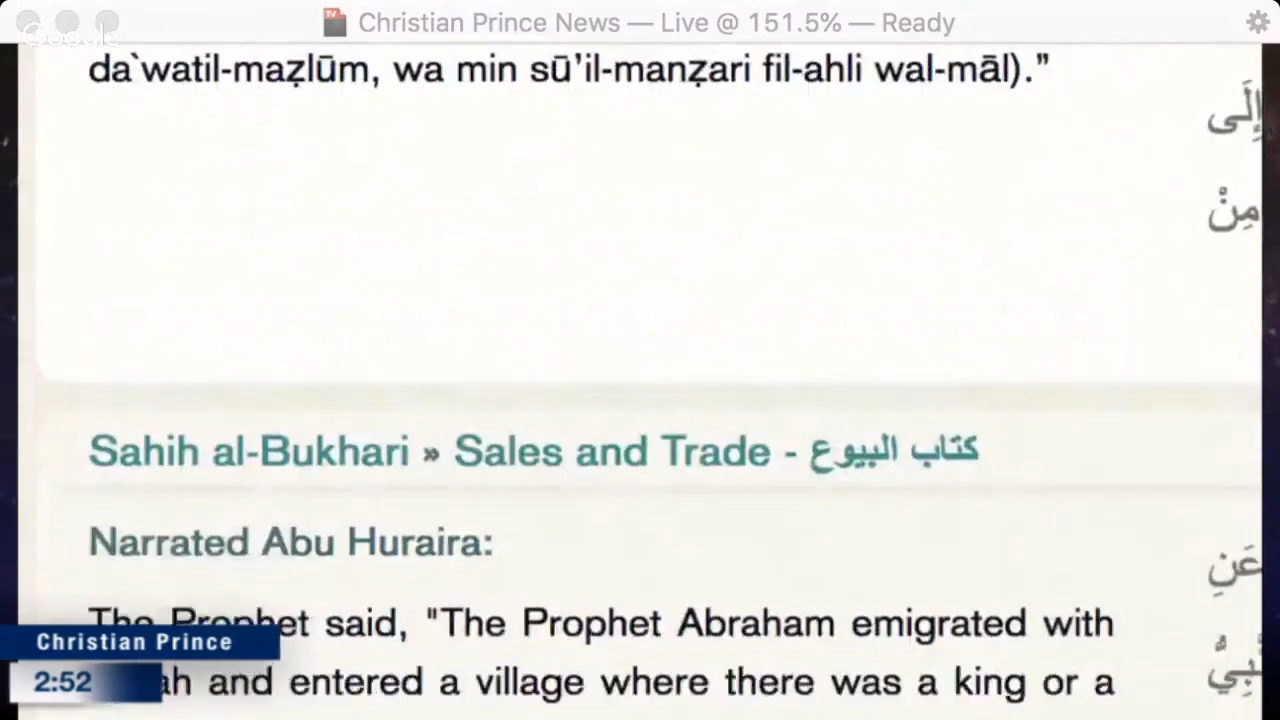 Christian Prince News — Live @ 151.5% — Ready
Google
da`watil-maẓlūm, wa min sū'il-manẓari fil-ahli wal-māl)."
إِلَى
مِنْ
Sahih al-Bukhari » Sales and Trade - كتاب البيوع
Narrated Abu Huraira:
عَنِ
The Prophet said, "The Prophet Abraham emigrated with
Christian Prince
ah and entered a village where there was a king or a
2:52